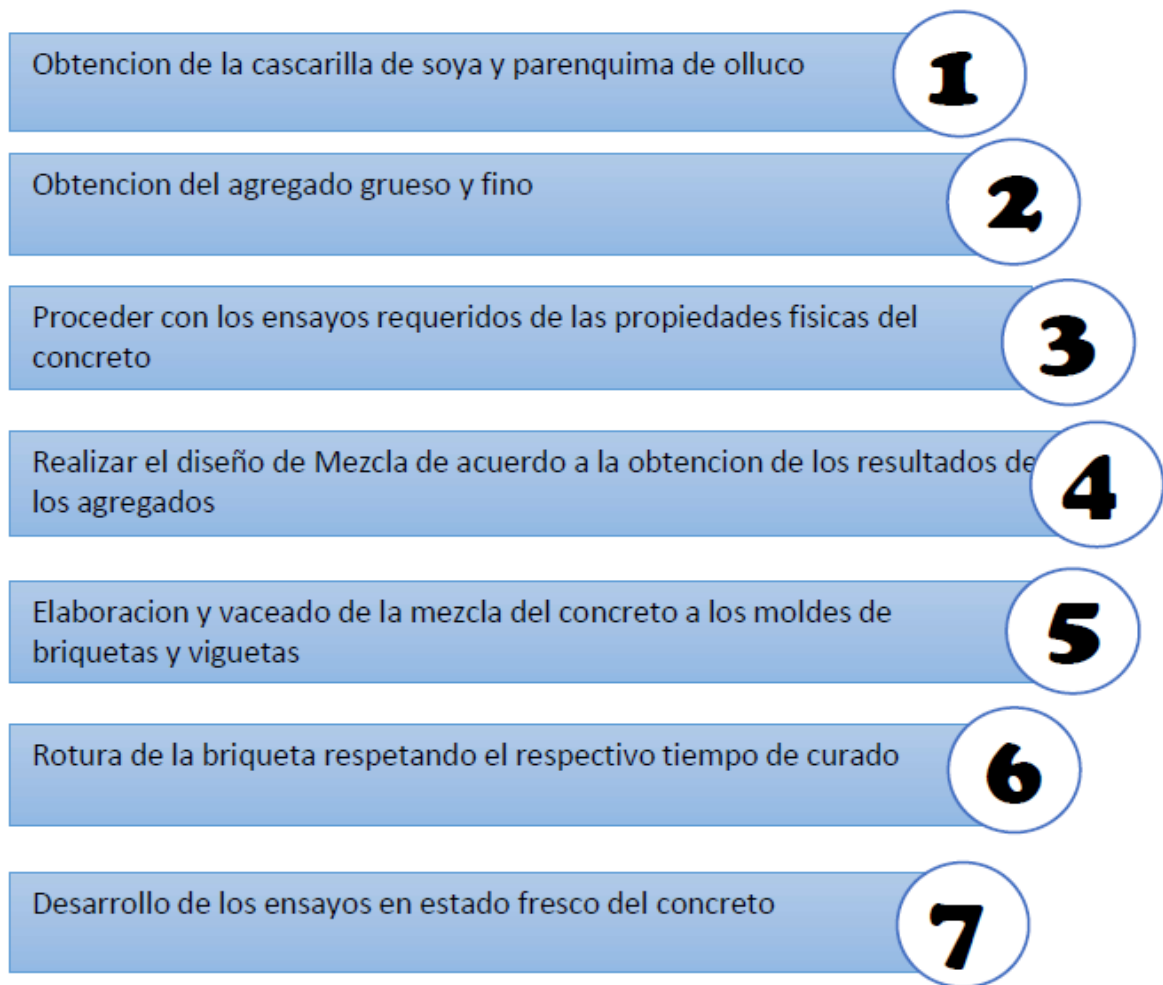 Obtencion de la cascarilla de soya y parenquima de olluco
1
Obtencion del agregado grueso y fino
2
Proceder con los ensayos requeridos de las propiedades fisicas del
concreto
3
Realizar el diseño de Mezcla de acuerdo a la obtencion de los resultados de
los agregados
4
Elaboracion y vaceado de la mezcla del concreto a los moldes de
briquetas y viguetas
5
Rotura de la briqueta respetando el respectivo tiempo de curado
6
Desarrollo de los ensayos en estado fresco del concreto
7